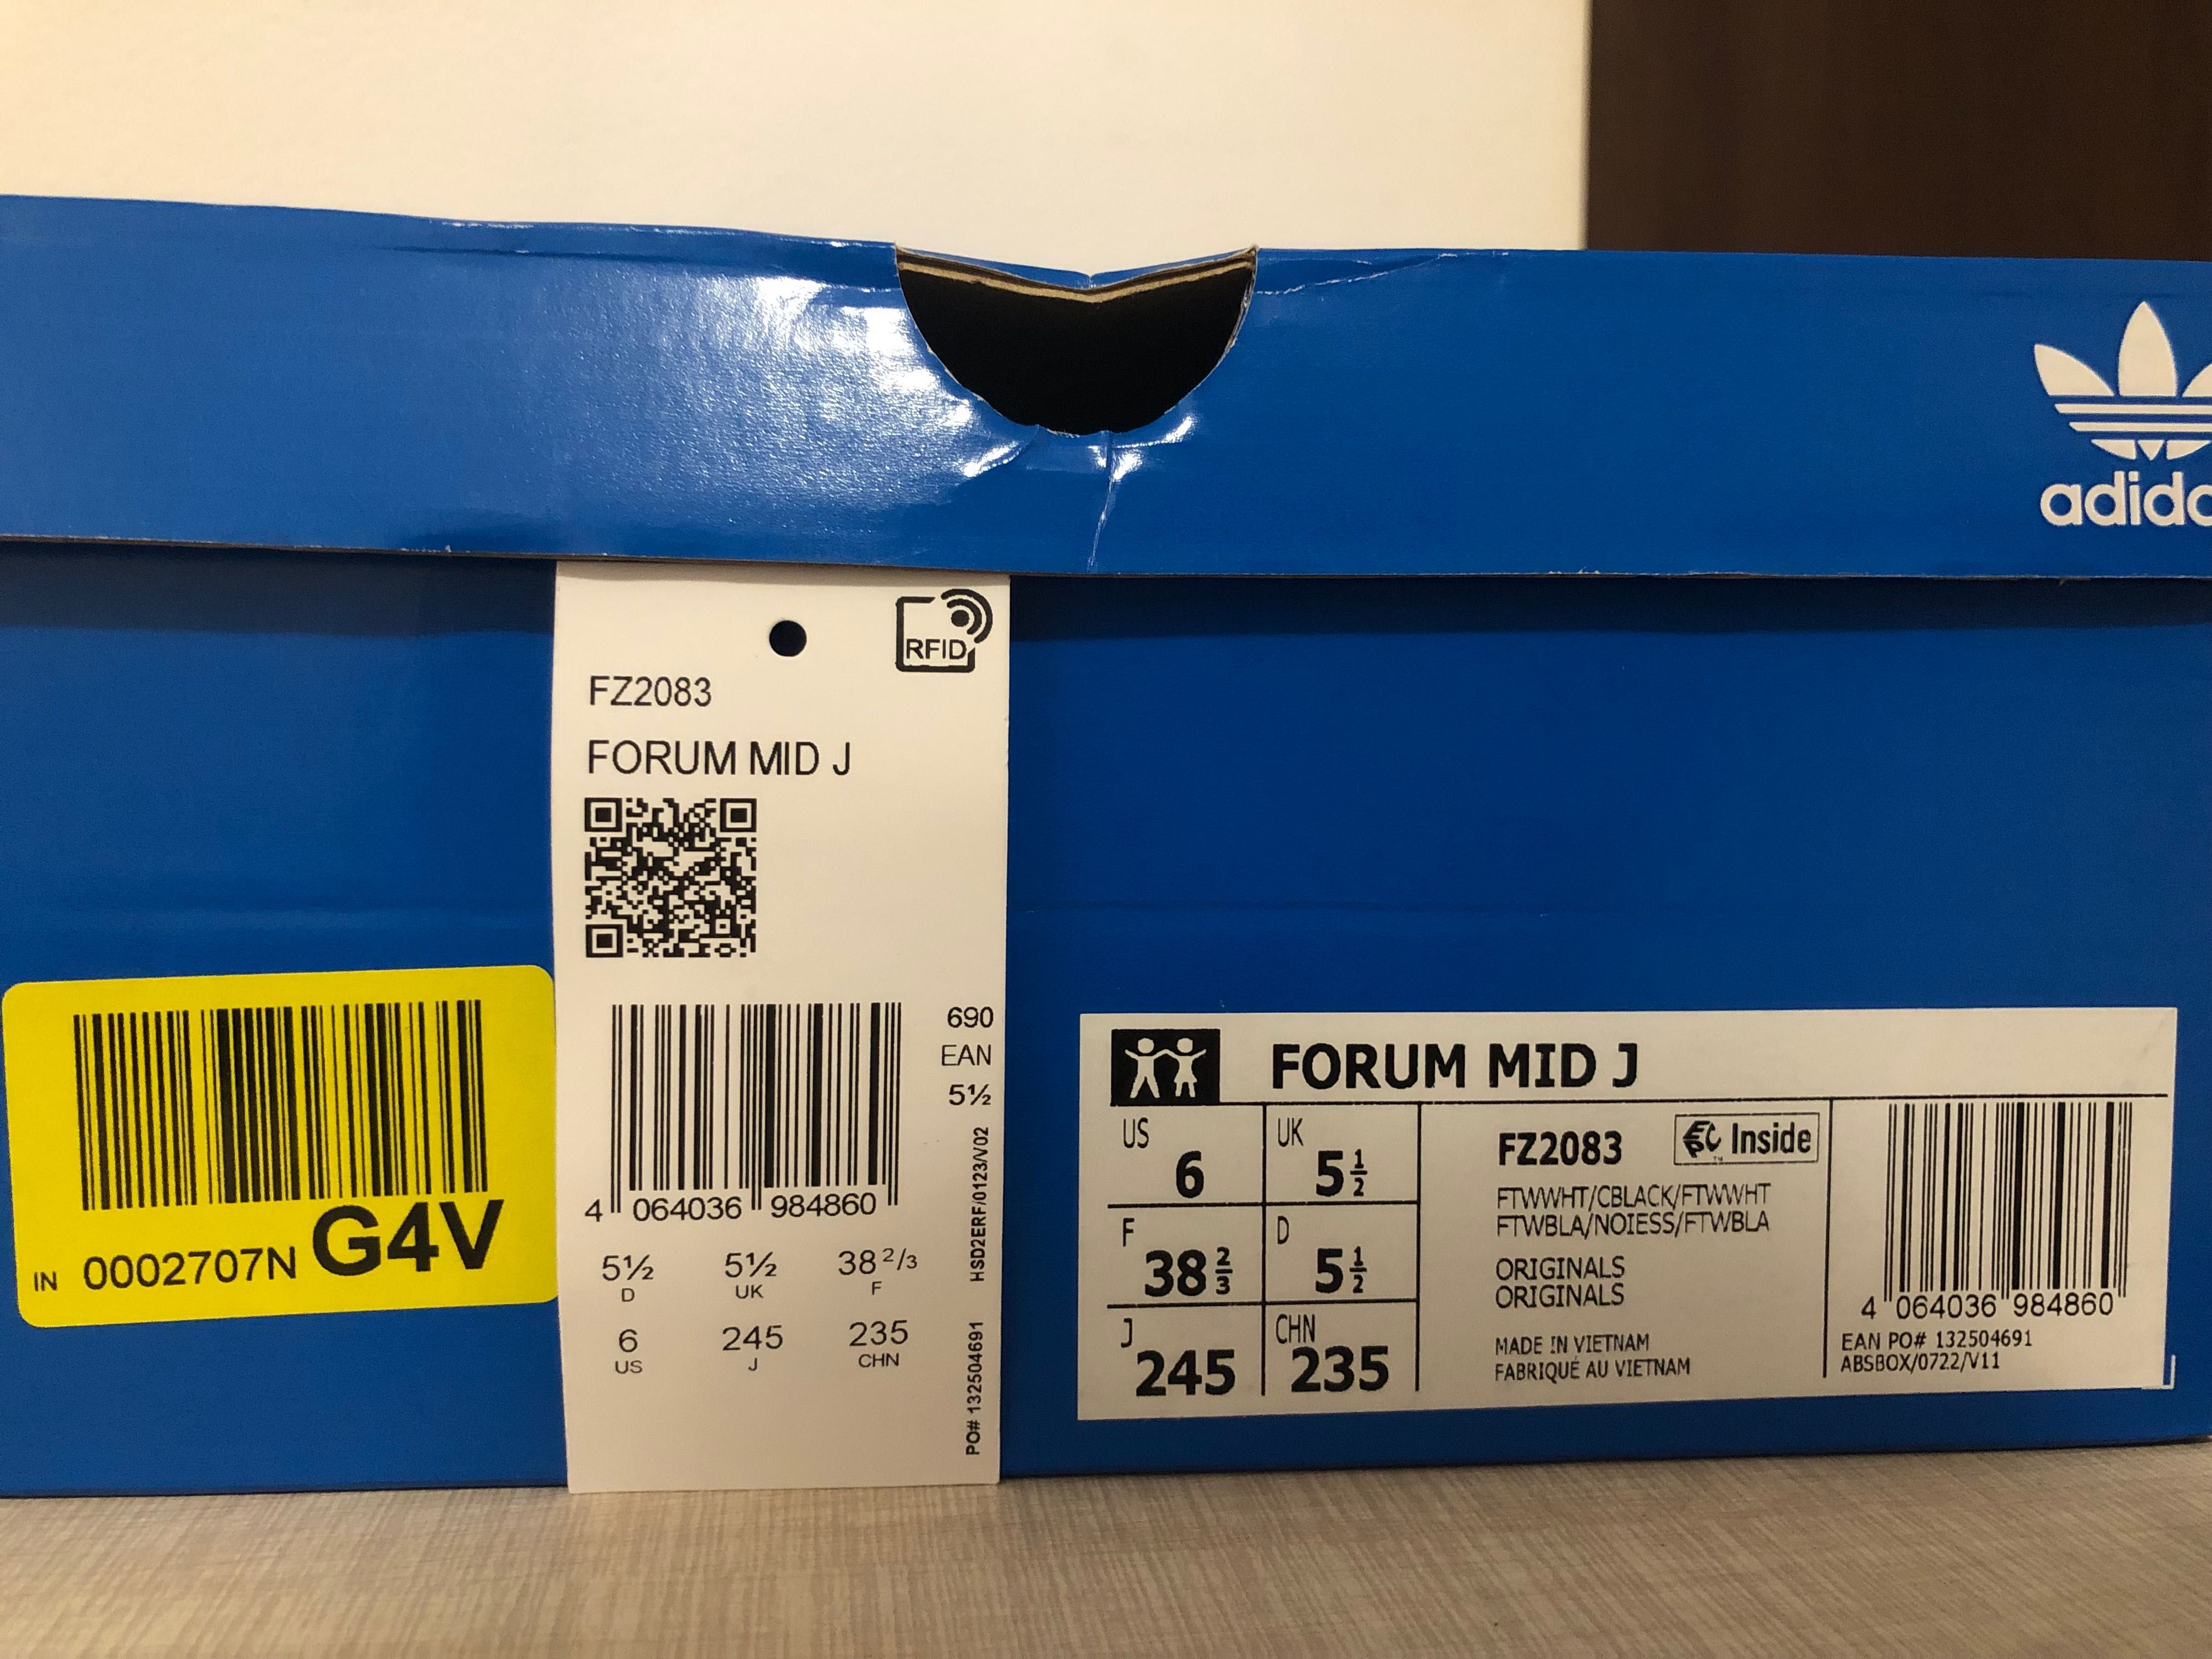 adida
RFID
FZ2083
FORUM MID J
690
EAN
5½
4 064036 984860
5½ 5½ 38 2/3
D UK F
6 245 235
US J CHN
HSD2ERF/0123/V02
PO# 132504691
IN 0002707N G4V
FORUM MID J
US 6 UK 5 1/2
F 38 2/3 D 5 1/2
J 245 CHN 235
FZ2083 EPC Inside
TM
FTWWHT/CBLACK/FTWWHT
FTWBLA/NOIESS/FTWBLA
ORIGINALS
ORIGINALS
MADE IN VIETNAM
FABRIQUÉ AU VIETNAM
4 064036 984860
EAN PO# 132504691
ABSBOX/0722/V11